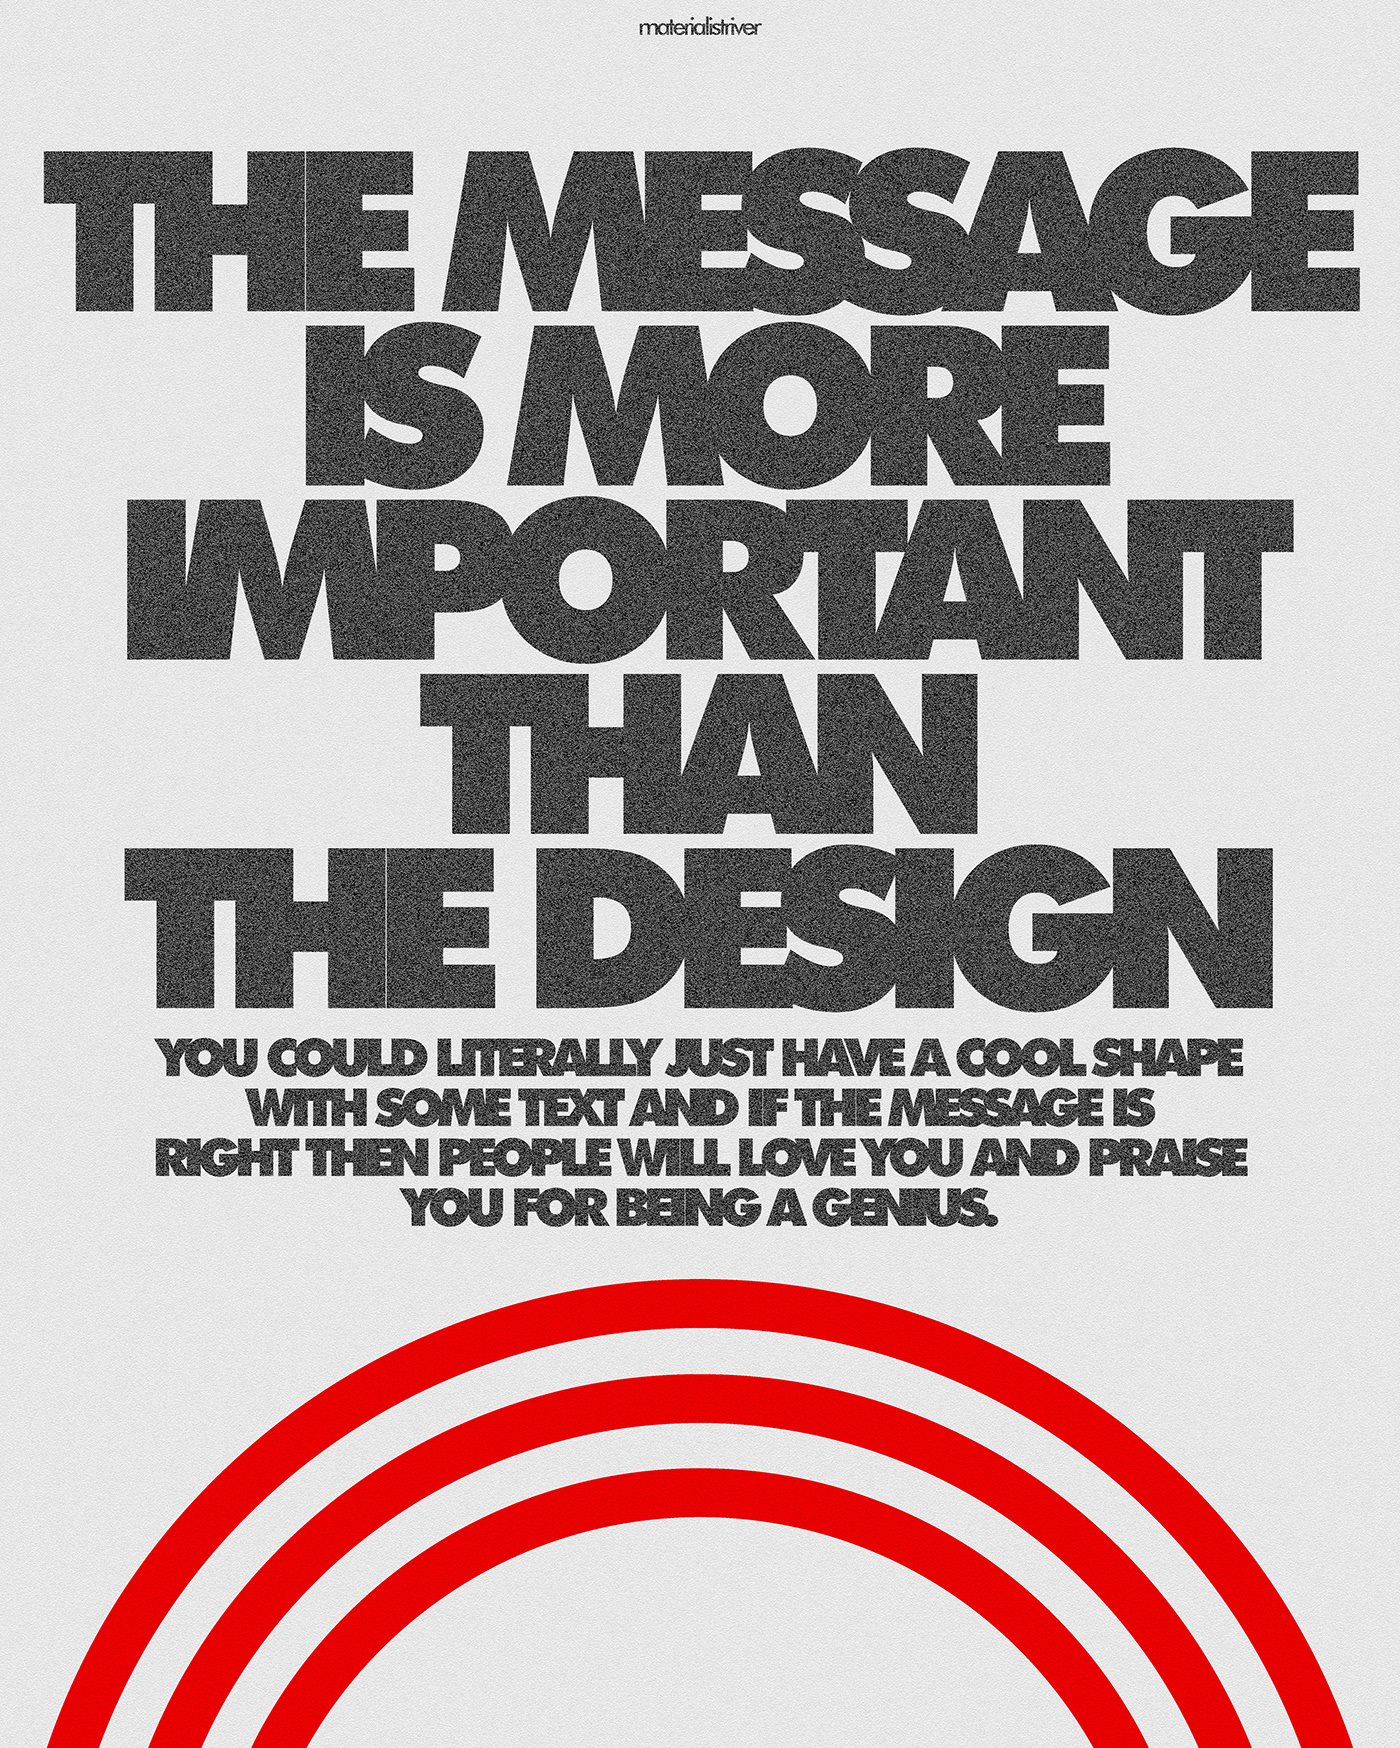 materialistriver
THE MESSAGE
IS MORE
IMPORTANT
THAN
THE DESIGN
YOU COULD LITERALLY JUST HAVE A COOL SHAPE
WITH SOME TEXT AND IF THE MESSAGE IS
RIGHT THEN PEOPLE WILL LOVE YOU AND PRAISE
YOU FOR BEING A GENIUS.